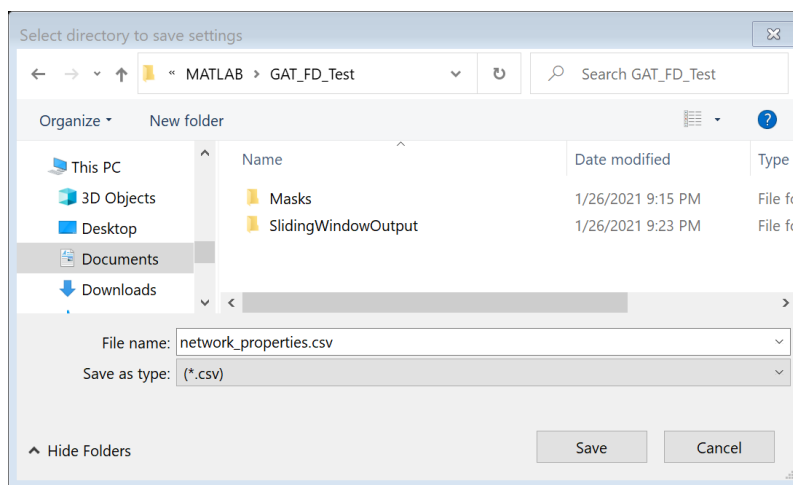 Select directory to save settings
« MATLAB > GAT_FD_Test Search GAT_FD_Test
Organize New folder ?
This PC
3D Objects
Desktop
Documents
Downloads
Name Date modified Type
Masks 1/26/2021 9:15 PM File fo
SlidingWindowOutput 1/26/2021 9:23 PM File fo
File name: network_properties.csv
Save as type: (*.csv)
Hide Folders Save Cancel